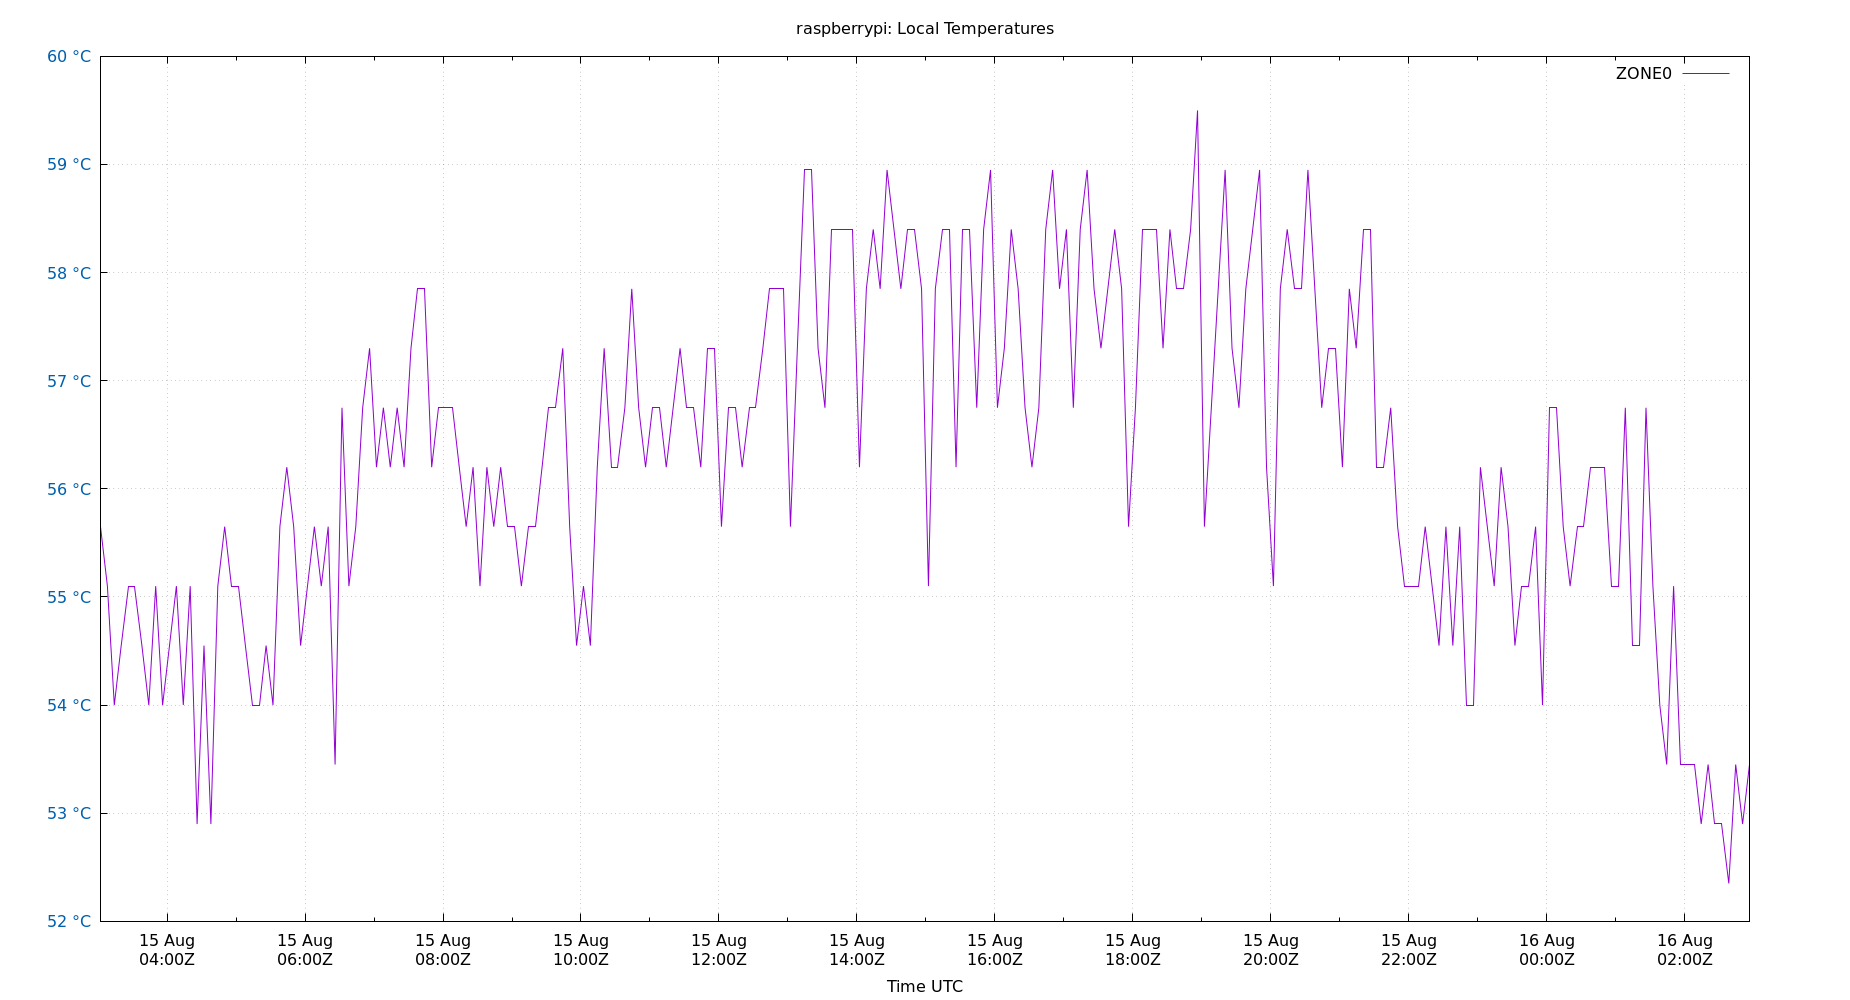 raspberrypi: Local Temperatures
ZONE0
60 °C
59 °C
58 °C
57 °C
56 °C
55 °C
54 °C
53 °C
52 °C
15 Aug 15 Aug 15 Aug 15 Aug 15 Aug 15 Aug 15 Aug 15 Aug 15 Aug 15 Aug 16 Aug 16 Aug
04:00Z 06:00Z 08:00Z 10:00Z 12:00Z 14:00Z 16:00Z 18:00Z 20:00Z 22:00Z 00:00Z 02:00Z
Time UTC